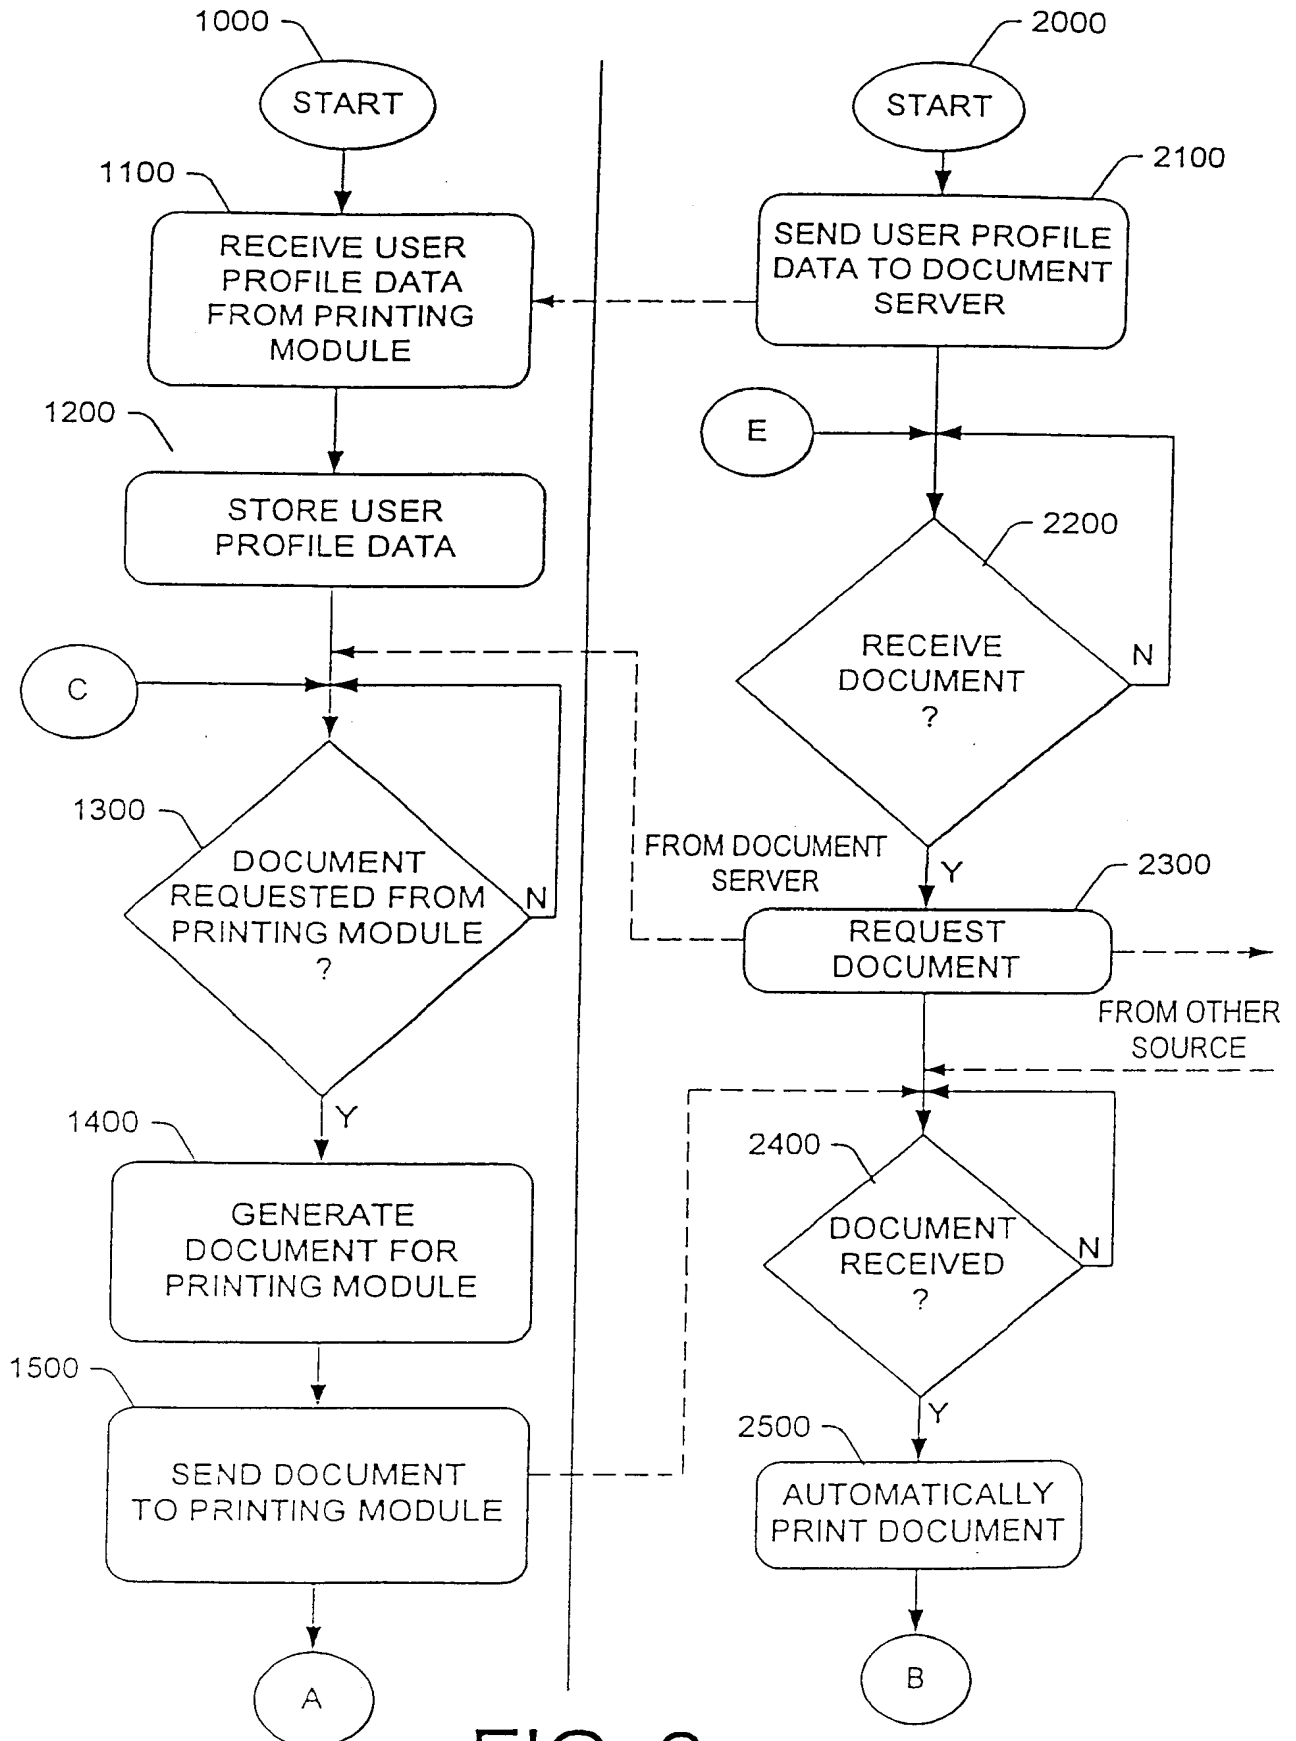 1000
START
1100
RECEIVE USER
PROFILE DATA
FROM PRINTING
MODULE
1200
STORE USER
PROFILE DATA
C
1300
DOCUMENT
REQUESTED FROM
PRINTING MODULE
?
N
Y
1400
GENERATE
DOCUMENT FOR
PRINTING MODULE
1500
SEND DOCUMENT
TO PRINTING MODULE
A
2000
START
2100
SEND USER PROFILE
DATA TO DOCUMENT
SERVER
E
2200
RECEIVE
DOCUMENT
?
N
Y
FROM DOCUMENT
SERVER
2300
REQUEST
DOCUMENT
FROM OTHER
SOURCE
2400
DOCUMENT
RECEIVED
?
N
Y
2500
AUTOMATICALLY
PRINT DOCUMENT
B
FIG.